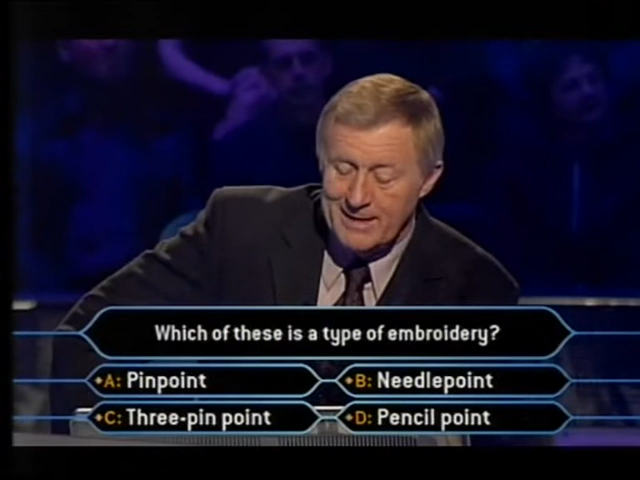 Which of these is a type of embroidery?
A: Pinpoint
B: Needlepoint
C: Three-pin point
D: Pencil point